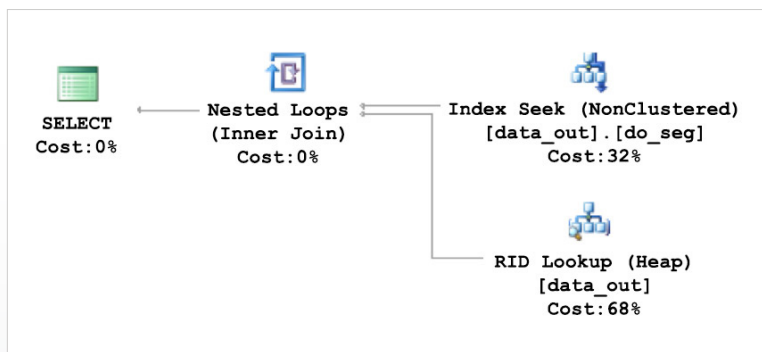 SELECT
Cost:0%
Nested Loops
(Inner Join)
Cost:0%
Index Seek (NonClustered)
[data_out].[do_seg]
Cost:32%
RID Lookup (Heap)
[data_out]
Cost:68%